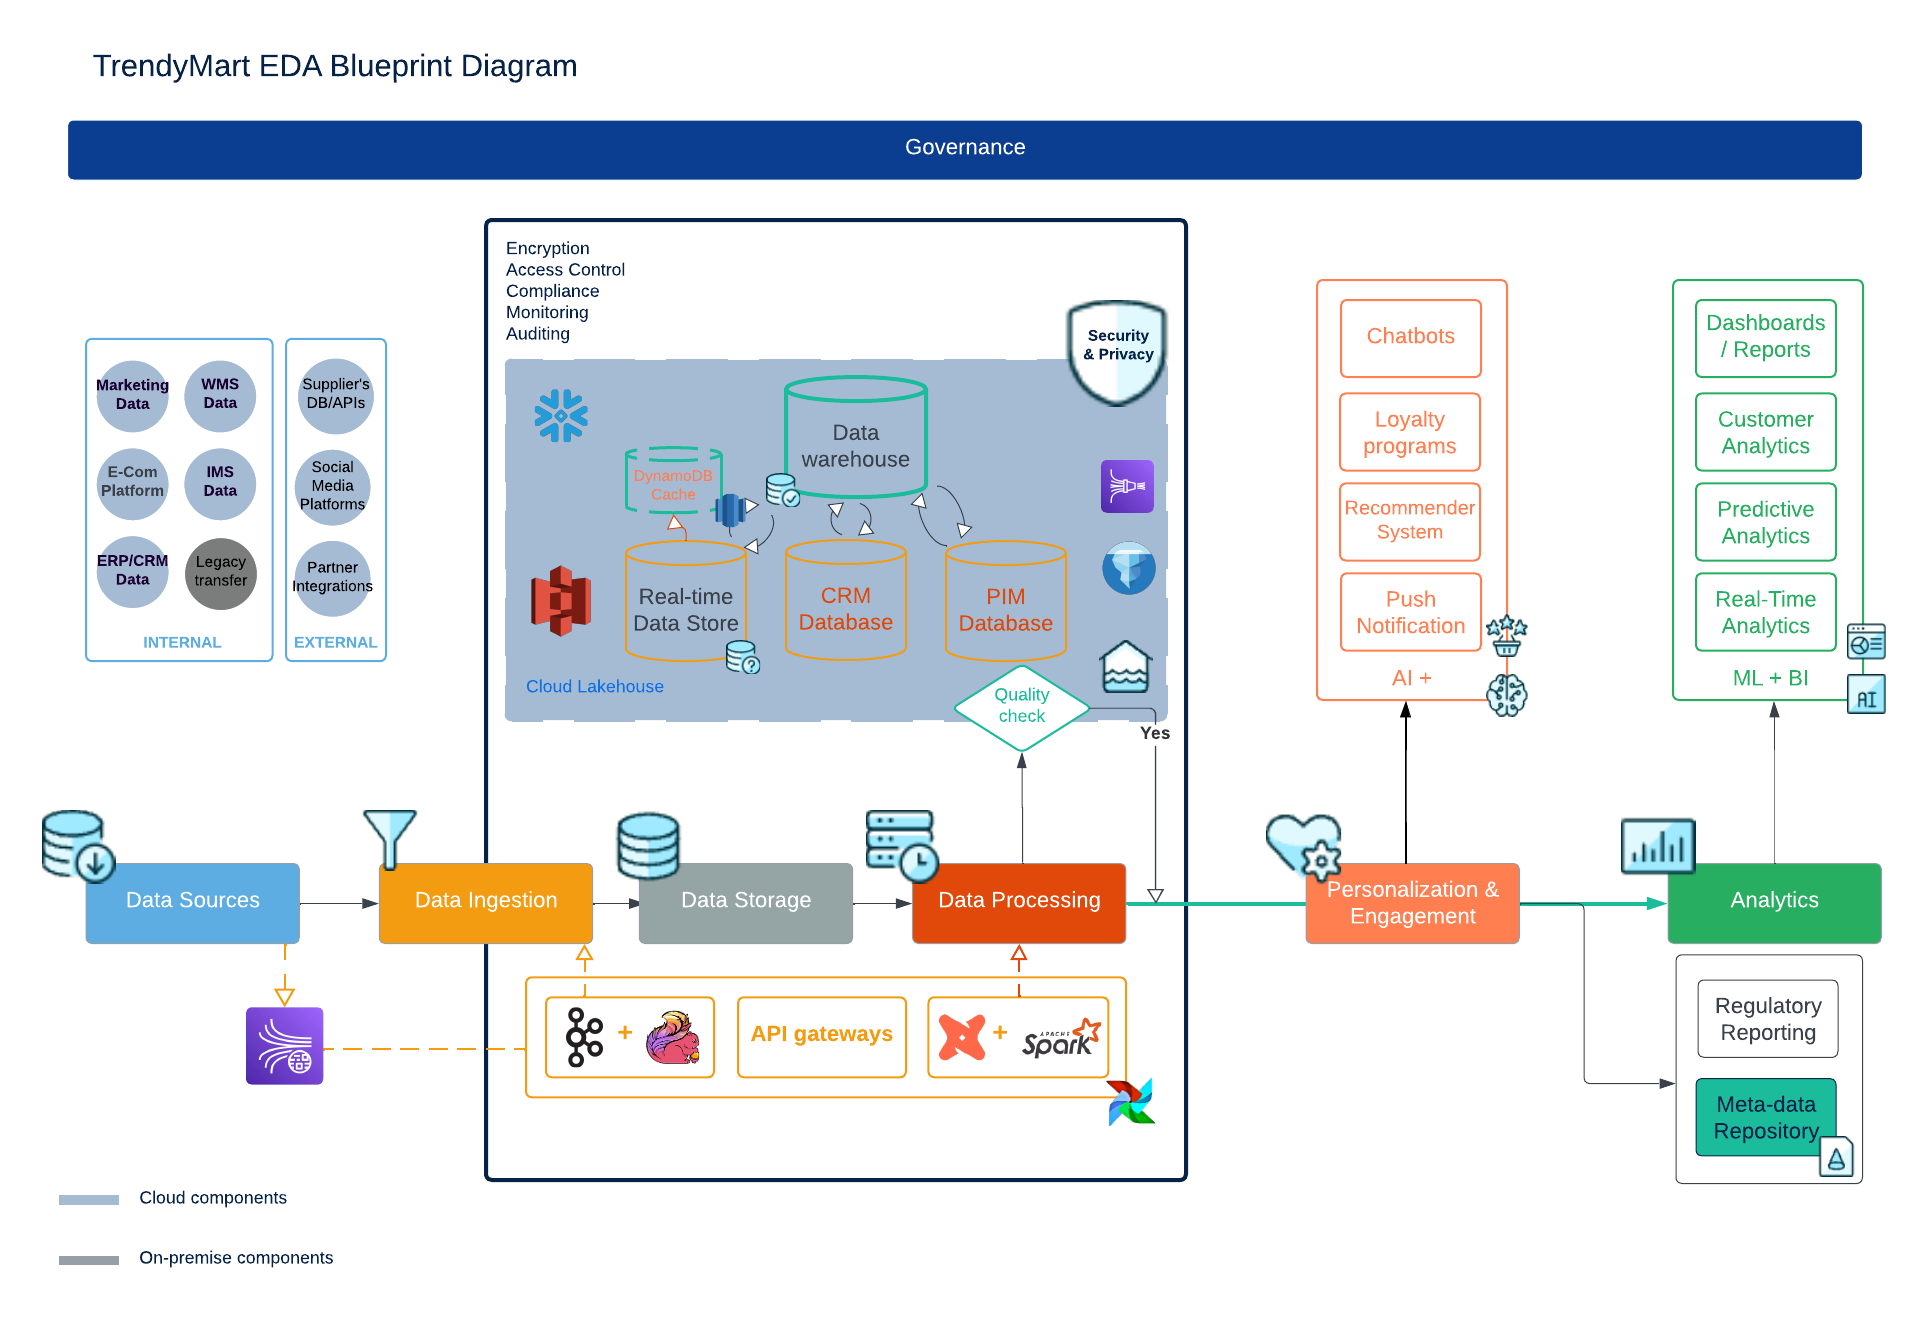 TrendyMart EDA Blueprint Diagram
Governance
Encryption
Access Control
Compliance
Monitoring
Auditing
Security
& Privacy
Marketing
Data
WMS
Data
E-Com
Platform
IMS
Data
ERP/CRM
Data
Legacy
transfer
INTERNAL
Supplier's
DB/APIs
Social
Media
Platforms
Partner
Integrations
EXTERNAL
Data
warehouse
DynamoDB
Cache
Real-time
Data Store
CRM
Database
PIM
Database
Cloud Lakehouse
Quality
check
Yes
Chatbots
Loyalty
programs
Recommender
System
Push
Notification
AI +
Dashboards
/ Reports
Customer
Analytics
Predictive
Analytics
Real-Time
Analytics
ML + BI
AI
Data Sources
Data Ingestion
Data Storage
Data Processing
Personalization &
Engagement
Analytics
+
API gateways
+
APACHE
Spark
Regulatory
Reporting
Meta-data
Repository
Cloud components
On-premise components